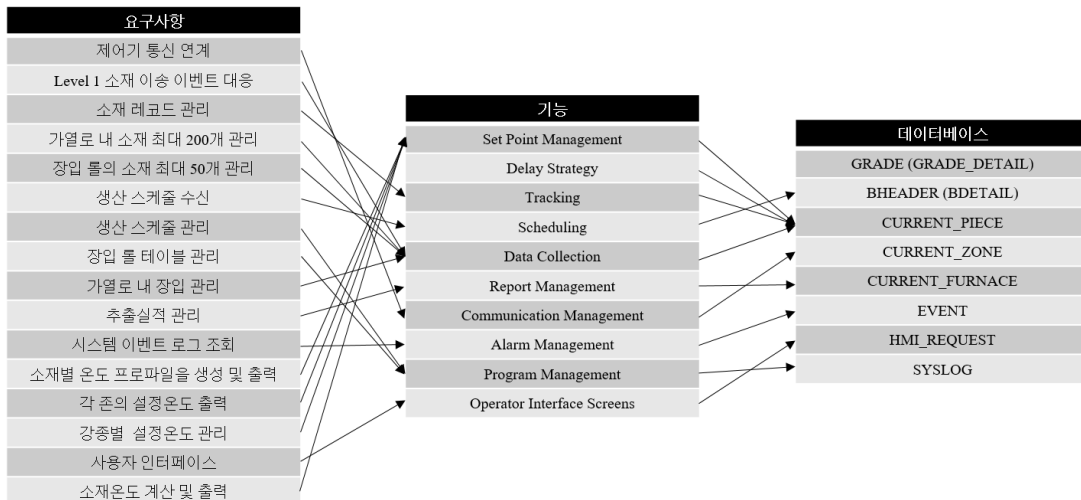 요구사항
제어기 통신 연계
Level 1 소재 이송 이벤트 대응
소재 레코드 관리
가열로 내 소재 최대 200개 관리
장입 롤의 소재 최대 50개 관리
생산 스케줄 수신
생산 스케줄 관리
장입 롤 테이블 관리
가열로 내 장입 관리
추출실적 관리
시스템 이벤트 로그 조회
소재별 온도 프로파일을 생성 및 출력
각 존의 설정온도 출력
강종별 설정온도 관리
사용자 인터페이스
소재온도 계산 및 출력
기능
Set Point Management
Delay Strategy
Tracking
Scheduling
Data Collection
Report Management
Communication Management
Alarm Management
Program Management
Operator Interface Screens
데이터베이스
GRADE (GRADE_DETAIL)
BHEADER (BDETAIL)
CURRENT_PIECE
CURRENT_ZONE
CURRENT_FURNACE
EVENT
HMI_REQUEST
SYSLOG